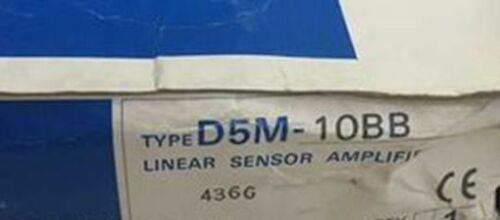 TYPE D5M-10BB
LINEAR SENSOR
436G
CE